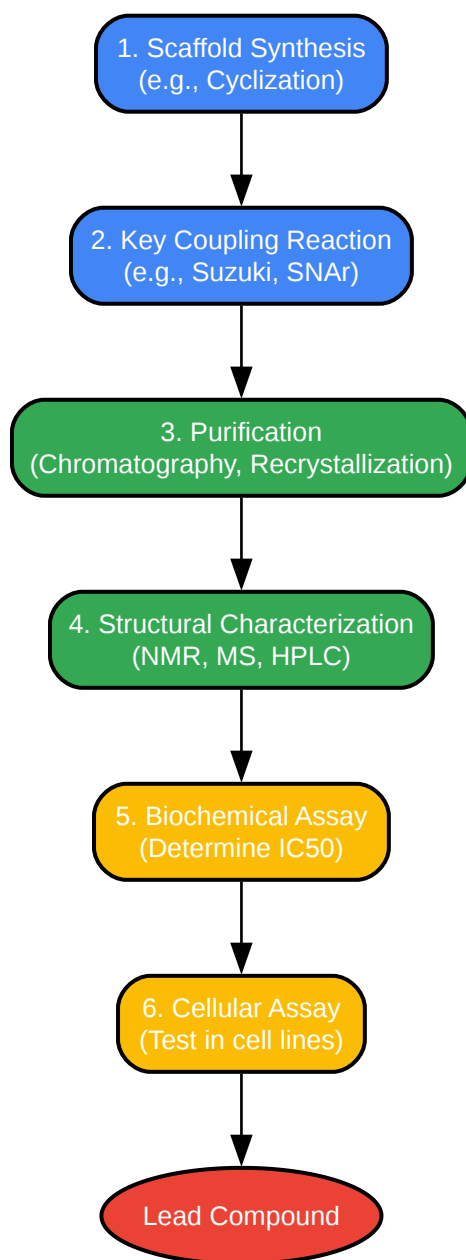 1. Scaffold Synthesis
(e.g., Cyclization)
2. Key Coupling Reaction
(e.g., Suzuki, SNAr)
3. Purification
(Chromatography, Recrystallization)
4. Structural Characterization
(NMR, MS, HPLC)
5. Biochemical Assay
(Determine IC50)
6. Cellular Assay
(Test in cell lines)
Lead Compound